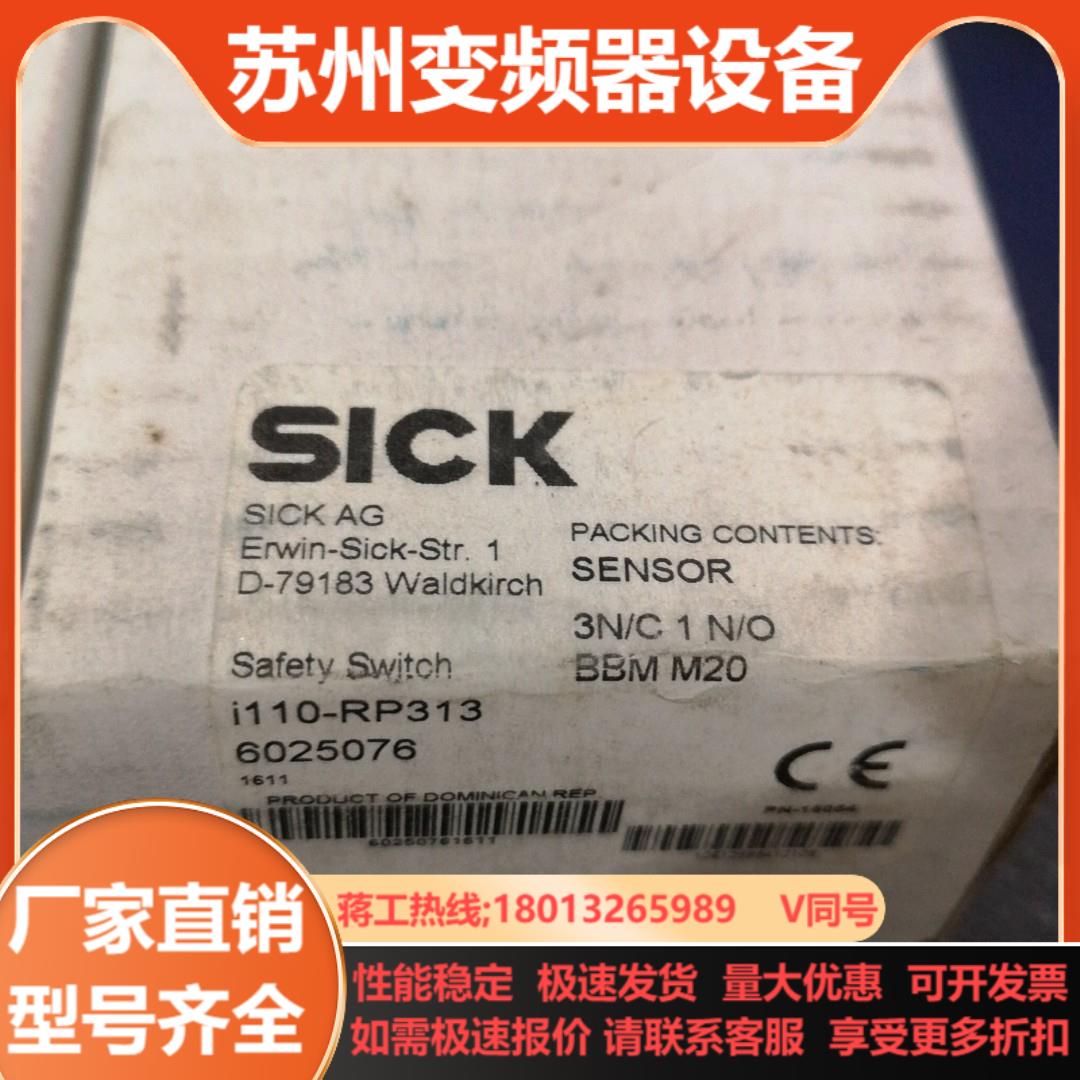 苏州变频器设备
SICK
SICK AG
Erwin-Sick-Str. 1
D-79183 Waldkirch
PACKING CONTENTS:
SENSOR
3N/C 1 N/O
BBM M20
Safety Switch
i110-RP313
6025076
1611
PRODUCT OF DOMINICAN REP
60250761611
CE
厂家直销
型号齐全
蒋工热线;18013265989 V同号
性能稳定 极速发货 量大优惠 可开发票
如需极速报价 请联系客服 享受更多折扣